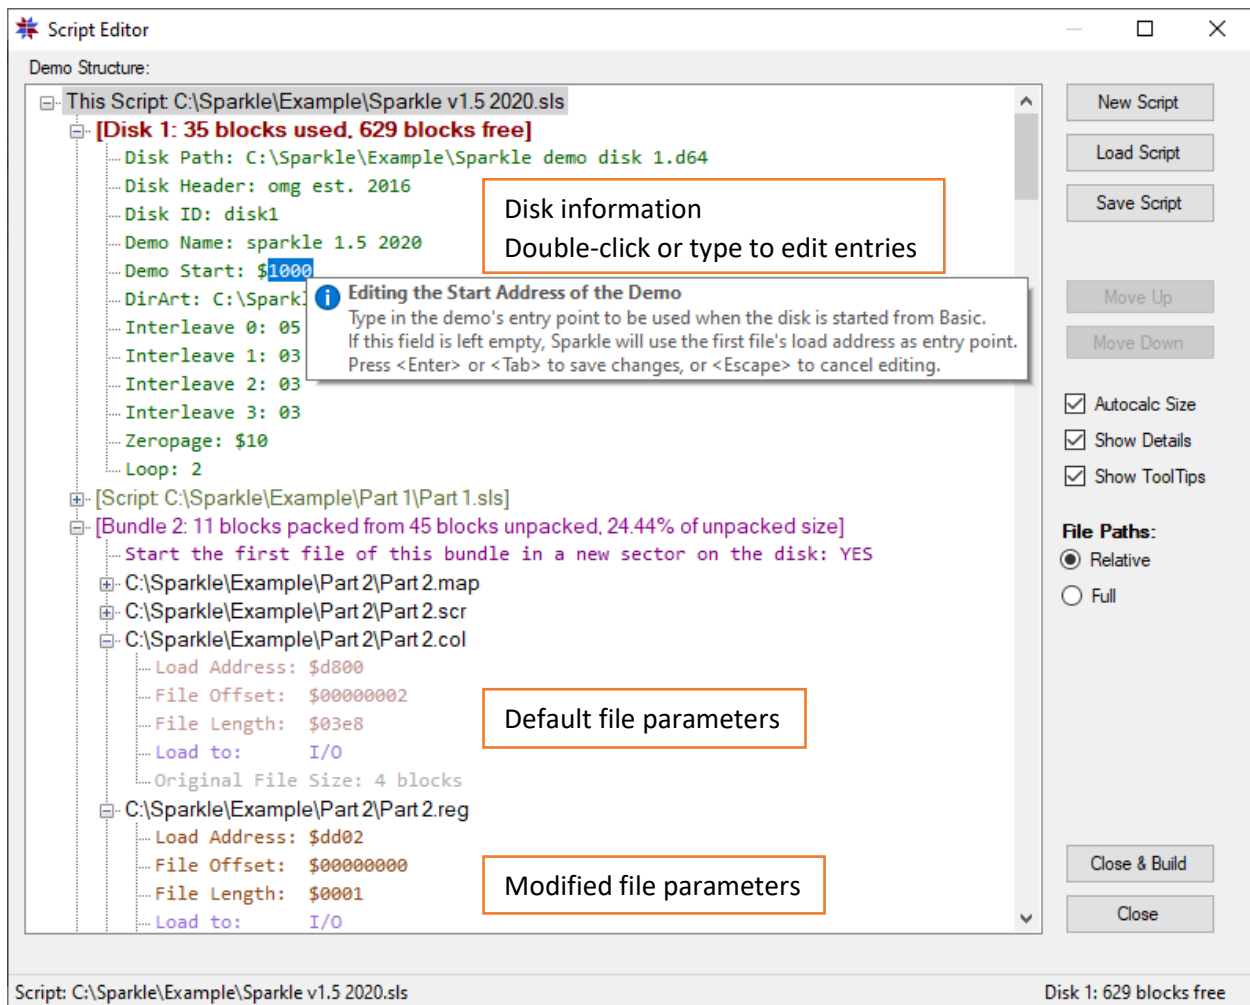 Script Editor
Demo Structure:
This Script: C:\Sparkle\Example\Sparkle v1.5 2020.sls
[Disk 1: 35 blocks used, 629 blocks free]
Disk Path: C:\Sparkle\Example\Sparkle demo disk 1.d64
Disk Header: omg est. 2016
Disk ID: disk1
Demo Name: sparkle 1.5 2020
Demo Start: $1000
DirArt: C:\Spark
Interleave 0: 05
Interleave 1: 03
Interleave 2: 03
Interleave 3: 03
Zeropage: $10
Loop: 2
Disk information
Double-click or type to edit entries
Editing the Start Address of the Demo
Type in the demo's entry point to be used when the disk is started from Basic.
If this field is left empty, Sparkle will use the first file's load address as entry point.
Press <Enter> or <Tab> to save changes, or <Escape> to cancel editing.
[Script: C:\Sparkle\Example\Part 1\Part 1.sls]
[Bundle 2: 11 blocks packed from 45 blocks unpacked, 24.44% of unpacked size]
Start the first file of this bundle in a new sector on the disk: YES
C:\Sparkle\Example\Part 2\Part 2.map
C:\Sparkle\Example\Part 2\Part 2.scr
C:\Sparkle\Example\Part 2\Part 2.col
Load Address: $d800
File Offset: $00000002
File Length: $03e8
Load to: I/O
Original File Size: 4 blocks
Default file parameters
C:\Sparkle\Example\Part 2\Part 2.reg
Load Address: $dd02
File Offset: $00000000
File Length: $0001
Load to: I/O
Modified file parameters
New Script
Load Script
Save Script
Move Up
Move Down
Autocalc Size
Show Details
Show ToolTips
File Paths:
Relative
Full
Close & Build
Close
Script: C:\Sparkle\Example\Sparkle v1.5 2020.sls
Disk 1: 629 blocks free